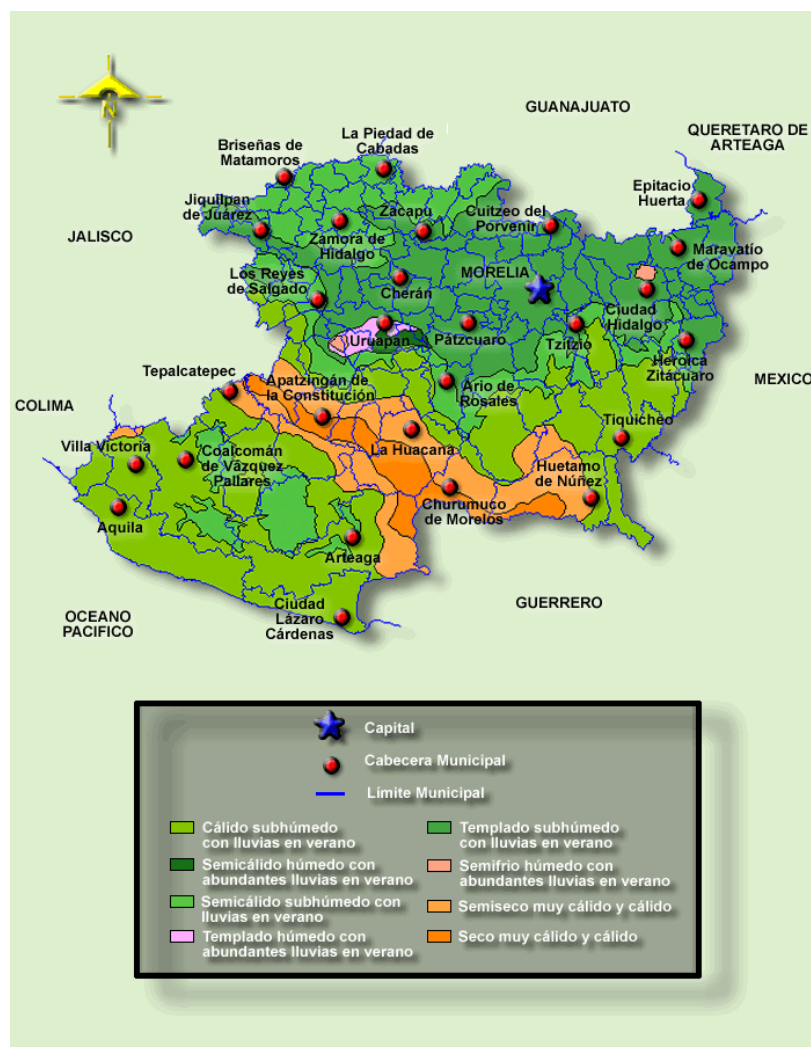 GUANAJUATO
QUERETARO DE
ARTEAGA
La Piedad de
Cabadas
Briseñas de
Matamoros
Epitacio
Huerta
Jiquilpan
de Juárez
Zacapu
Cuitzeo del
Porvenir
JALISCO
Zamora de
Hidalgo
Maravatío
de Ocampo
Los Reyes
de Salgado
MORELIA
Cherán
Ciudad
Hidalgo
Uruapan
Pátzcuaro
Tzitzio
Heroica
Zitácuaro
Tepalcatepec
Apatzingán de
la Constitución
Ario de
Rosales
MEXICO
COLIMA
Tiquicheo
Villa Victoria
Coalcomán
de Vázquez
Pallares
La Huacana
Huetamo
de Núñez
Churumuco
de Morelos
Aquila
Arteaga
OCEANO
PACIFICO
Ciudad
Lázaro
Cárdenas
GUERRERO
N
Capital
Cabecera Municipal
Límite Municipal
Cálido subhúmedo
con lluvias en verano
Semicálido húmedo con
abundantes lluvias en verano
Semicálido subhúmedo con
lluvias en verano
Templado húmedo con
abundantes lluvias en verano
Templado subhúmedo
con lluvias en verano
Semifrio húmedo con
abundantes lluvias en verano
Semiseco muy cálido y cálido
Seco muy cálido y cálido